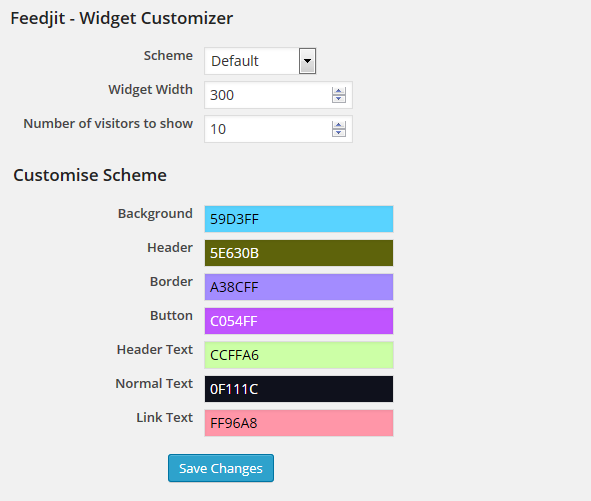 Feedjit - Widget Customizer
Scheme Default
Widget Width 300
Number of visitors to show 10
Customise Scheme
Background 59D3FF
Header 5E630B
Border A38CFF
Button C054FF
Header Text CCFFA6
Normal Text 0F111C
Link Text FF96A8
Save Changes